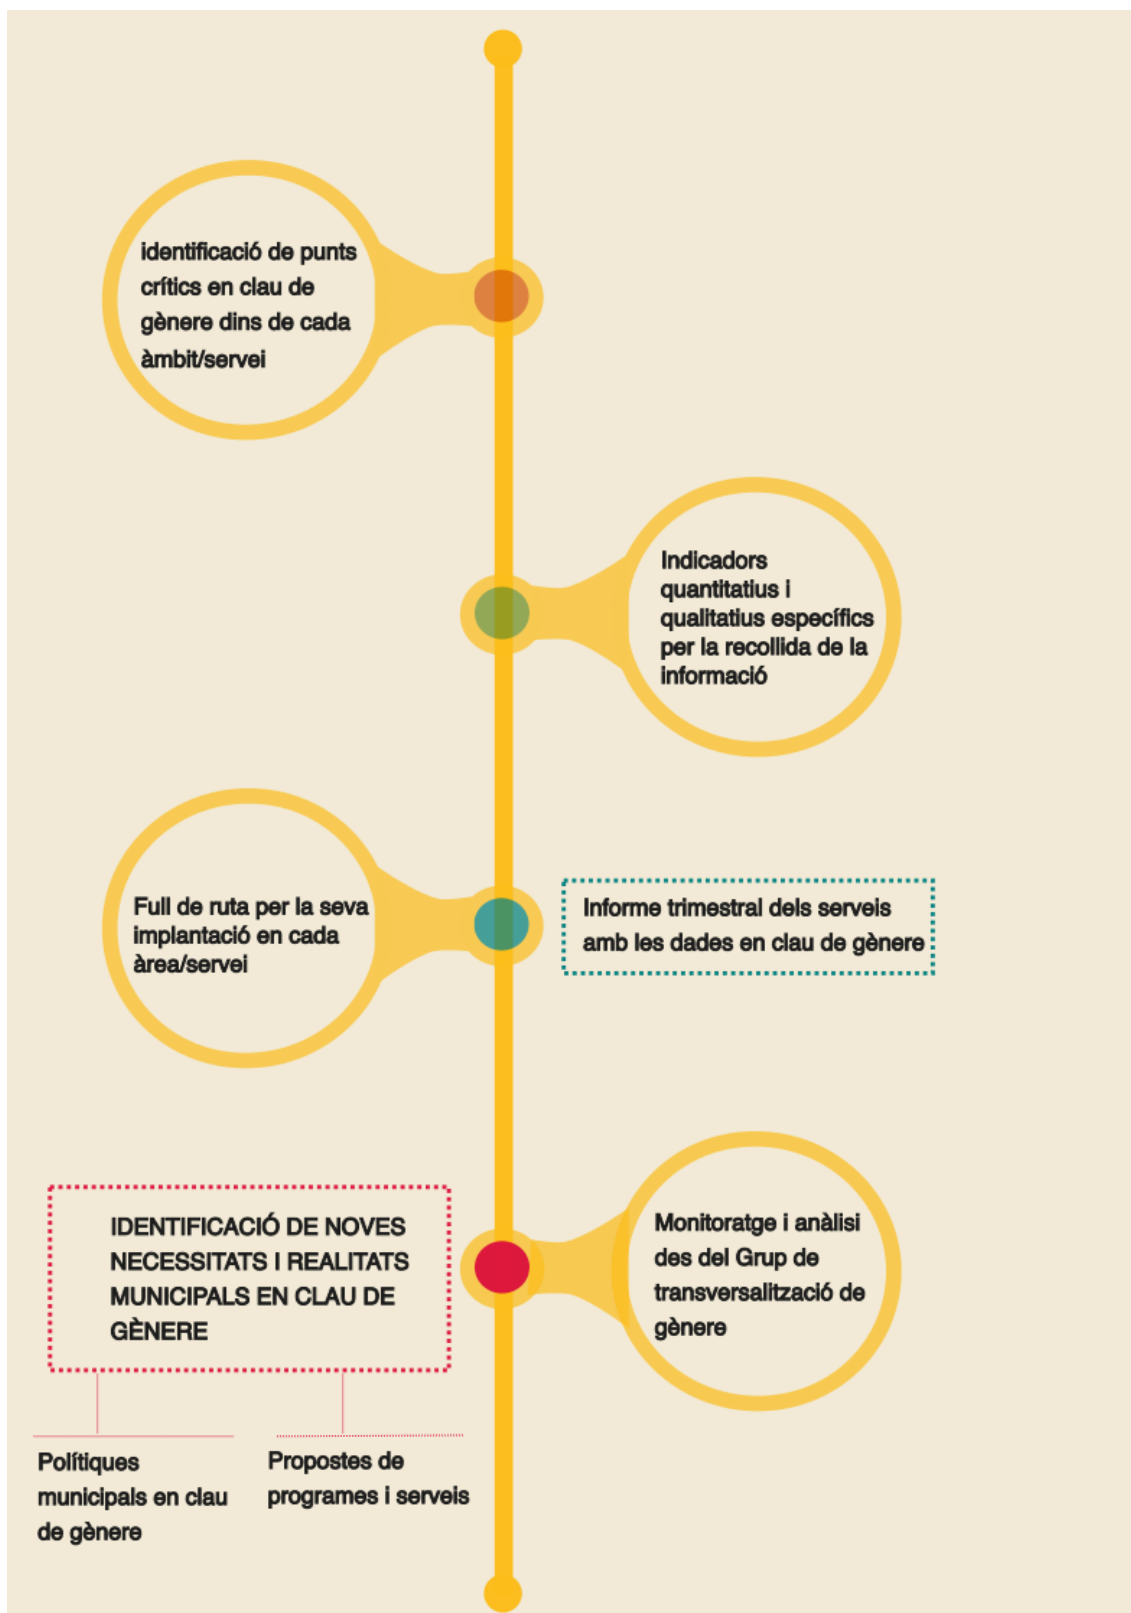 identificació de punts
crítics en clau de
gènere dins de cada
àmbit/servei
Indicadors
quantitatius i
qualitatius específics
per la recollida de la
informació
Full de ruta per la seva
implantació en cada
àrea/servei
Informe trimestral dels serveis
amb les dades en clau de gènere
IDENTIFICACIÓ DE NOVES
NECESSITATS I REALITATS
MUNICIPALS EN CLAU DE
GÈNERE
Monitoratge i anàlisi
des del Grup de
transversalització de
gènere
Polítiques
municipals en clau
de gènere
Propostes de
programes i serveis